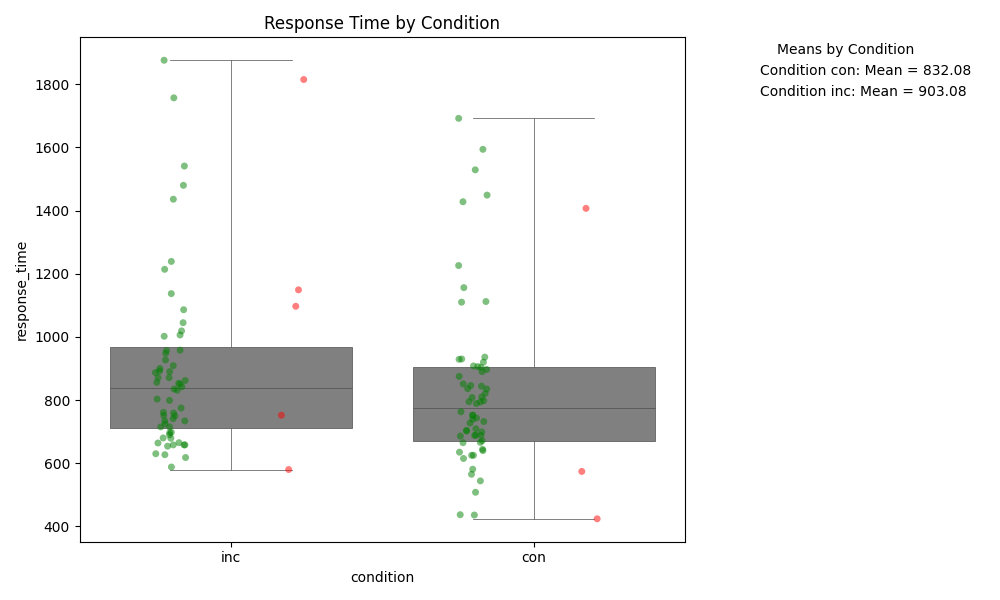 Response Time by Condition
Means by Condition
Condition con: Mean = 832.08
Condition inc: Mean = 903.08
response_time
1800
1600
1400
1200
1000
800
600
400
inc con
condition